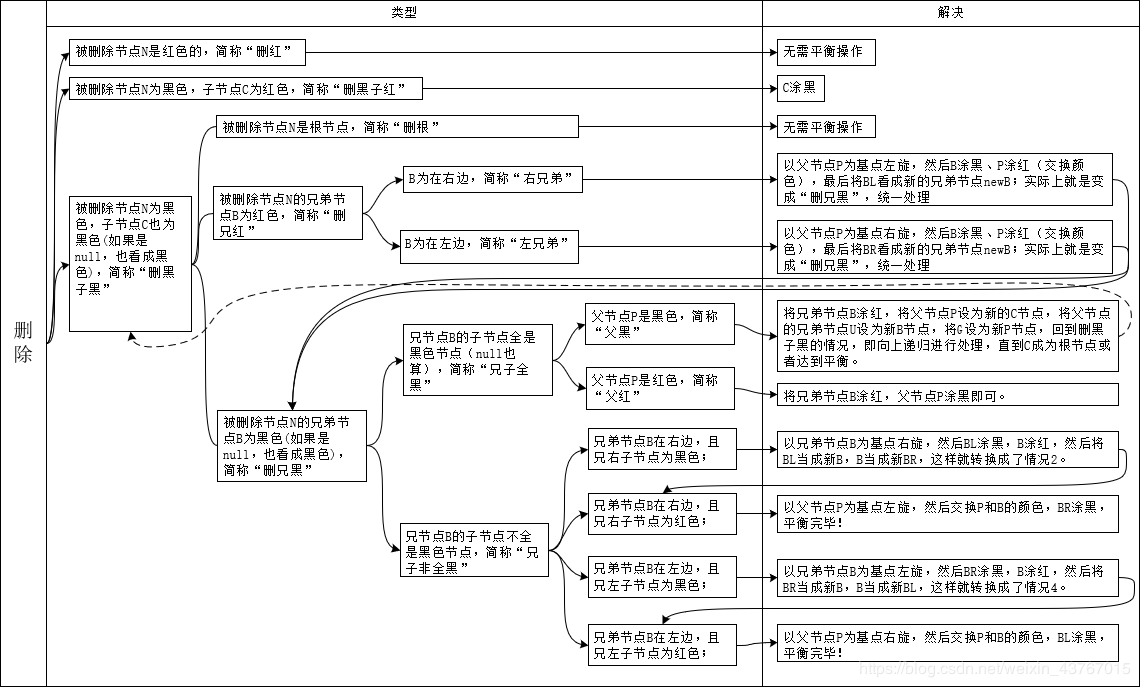 类型
解决
删除
被删除节点N是红色的，简称“删红”
无需平衡操作
被删除节点N为黑色，子节点C为红色，简称“删黑子红”
C涂黑
被删除节点N为黑
色，子节点C也为
黑色(如果是
null，也看成黑
色)，简称“删黑
子黑”
被删除节点N是根节点，简称“删根”
无需平衡操作
被删除节点N的兄弟节
点B为红色，简称“删
兄红”
B为在右边，简称“右兄弟”
以父节点P为基点左旋，然后B涂黑、P涂红（交换颜
色），最后将BL看成新的兄弟节点newB；实际上就是变
成“删兄黑”，统一处理
B为在左边，简称“左兄弟”
以父节点P为基点右旋，然后B涂黑、P涂红（交换颜
色），最后将BR看成新的兄弟节点newB；实际上就是变
成“删兄黑”，统一处理
被删除节点N的兄弟节
点B为黑色(如果是
null，也看成黑色)，
简称“删兄黑”
兄节点B的子节点全是
黑色节点（null也
算），简称“兄子全
黑”
父节点P是黑色，简称
“父黑”
将兄弟节点B涂红，将父节点P设为新的C节点，将父节点
的兄弟节点U设为新B节点，将G设为新P节点，回到删黑
子黑的情况，即向上递归进行处理，直到C成为根节点或
者达到平衡。
父节点P是红色，简称
“父红”
将兄弟节点B涂红，父节点P涂黑即可。
兄节点B的子节点不全
是黑色节点，简称“兄
子非全黑”
兄弟节点B在右边，且
兄右子节点为黑色；
以兄弟节点B为基点右旋，然后BL涂黑，B涂红，然后将
BL当成新B，B当成新BR，这样就转换成了情况2。
兄弟节点B在右边，且
兄右子节点为红色；
以父节点P为基点左旋，然后交换P和B的颜色，BR涂黑，
平衡完毕！
兄弟节点B在左边，且
兄左子节点为黑色；
以兄弟节点B为基点左旋，然后BR涂黑，B涂红，然后将
BR当成新B，B当成新BL，这样就转换成了情况4。
兄弟节点B在左边，且
兄左子节点为红色；
以父节点P为基点右旋，然后交换P和B的颜色，BL涂黑，
平衡完毕！
https://blog.csdn.net/weixin_43767015